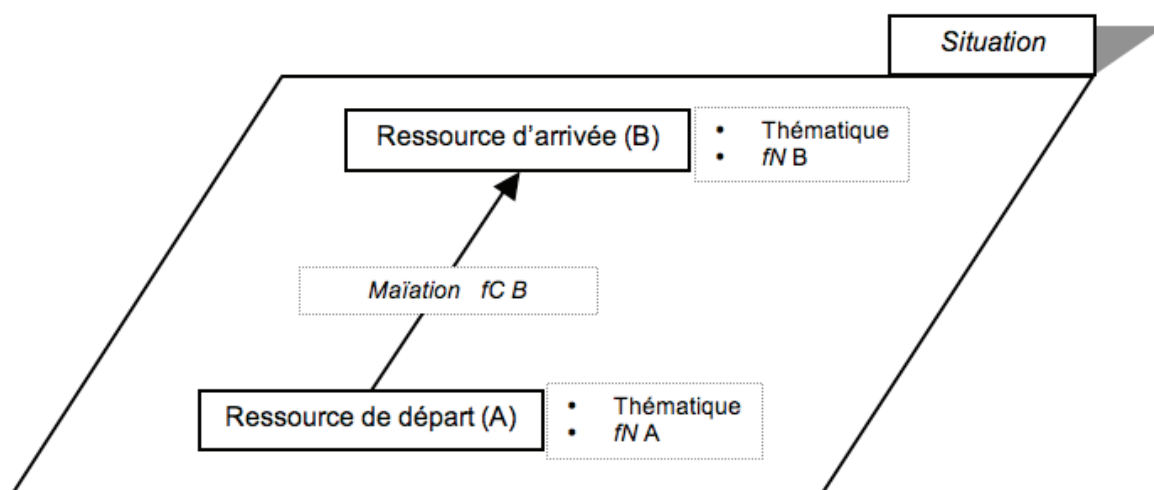 Situation
Ressource d'arrivée (B)
• Thématique
• fN B
Maïation fC B
Ressource de départ (A)
• Thématique
• fN A